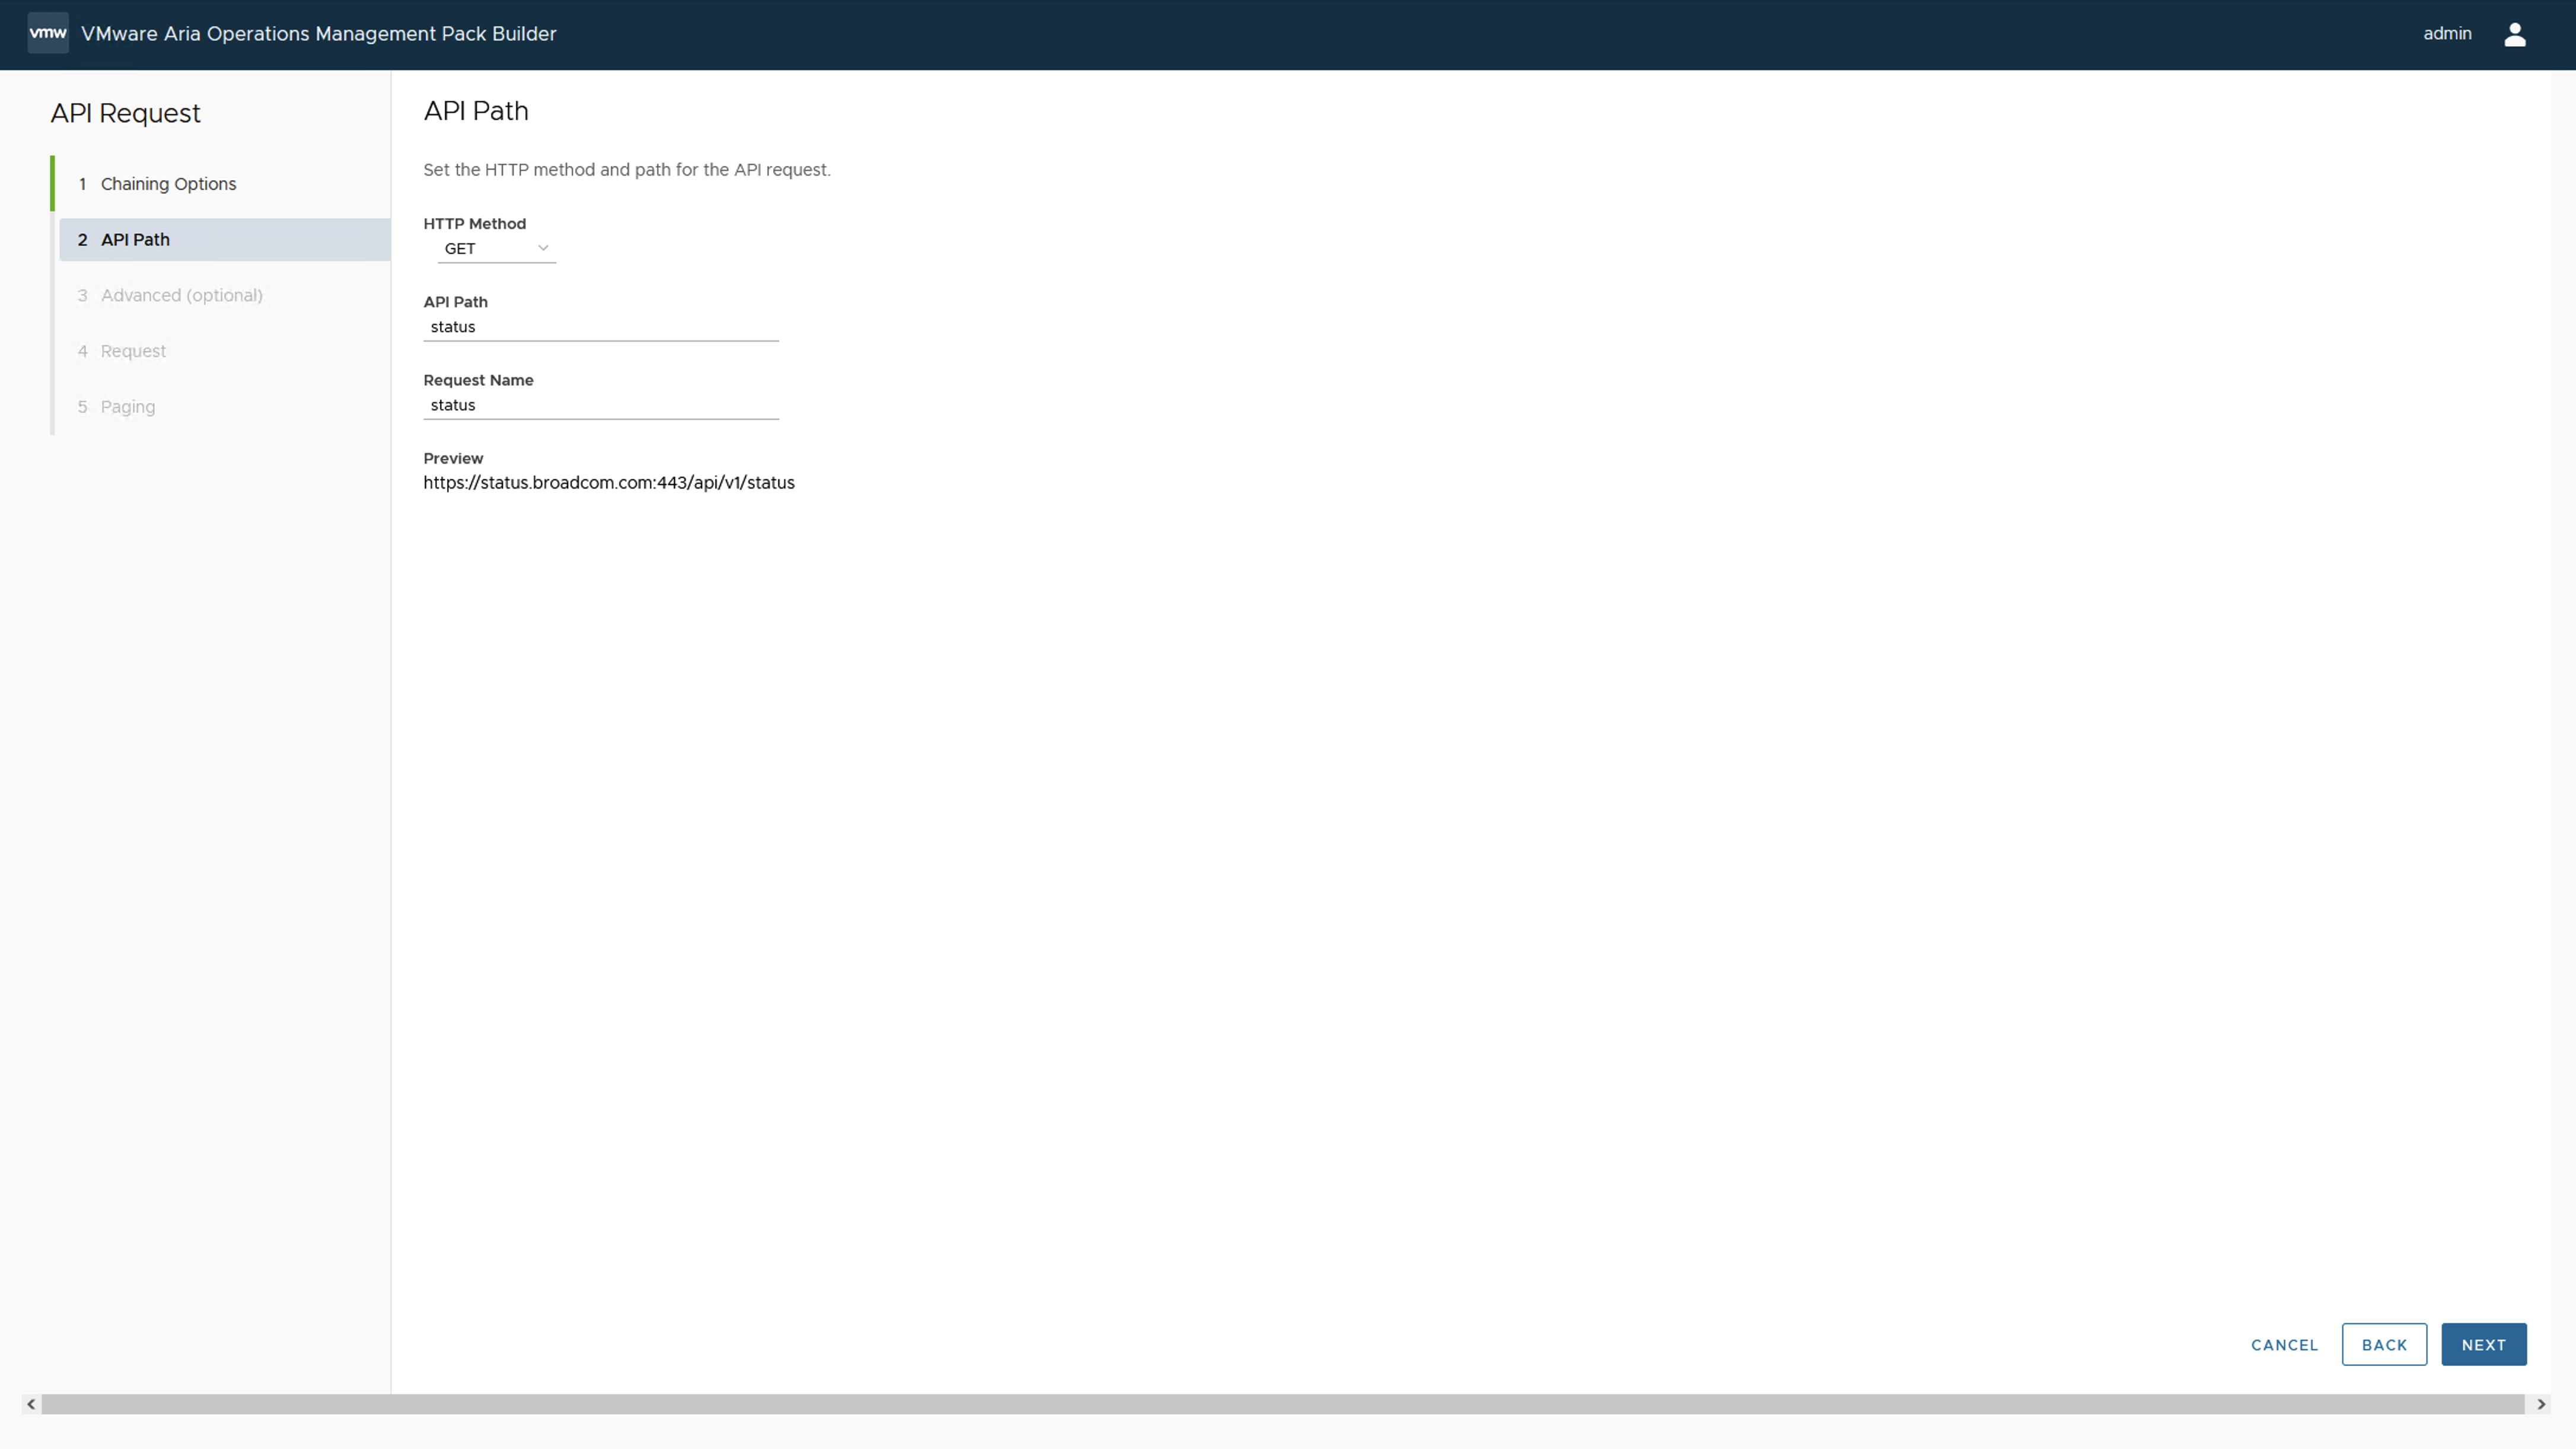 vmw VMware Aria Operations Management Pack Builder
admin
API Request
1 Chaining Options
2 API Path
3 Advanced (optional)
4 Request
5 Paging
API Path
Set the HTTP method and path for the API request.
HTTP Method
GET
API Path
status
Request Name
status
Preview
https://status.broadcom.com:443/api/v1/status
CANCEL BACK NEXT